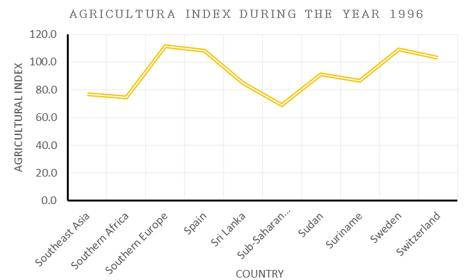 AGRICULTURA INDEX DURING THE YEAR 1996
120.0
100.0
80.0
60.0
40.0
20.0
0.0
AGRICULTURAL INDEX
Southeast Asia
Southern Africa
Southern Europe
Spain
Sri Lanka
Sub-Saharan...
Sudan
Suriname
Sweden
Switzerland
COUNTRY